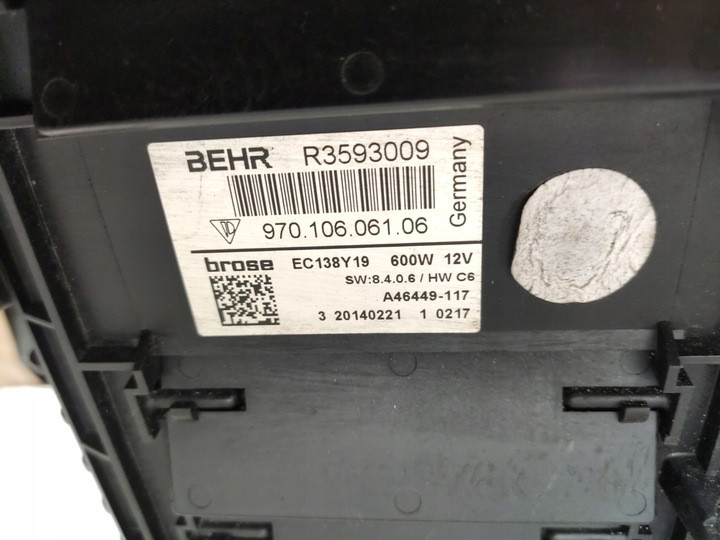 BEHR R3593009
Germany
970.106.061.06
brose EC138Y19 600W 12V
SW:8.4.0.6 / HW C6
A46449-117
3 20140221 1 0217